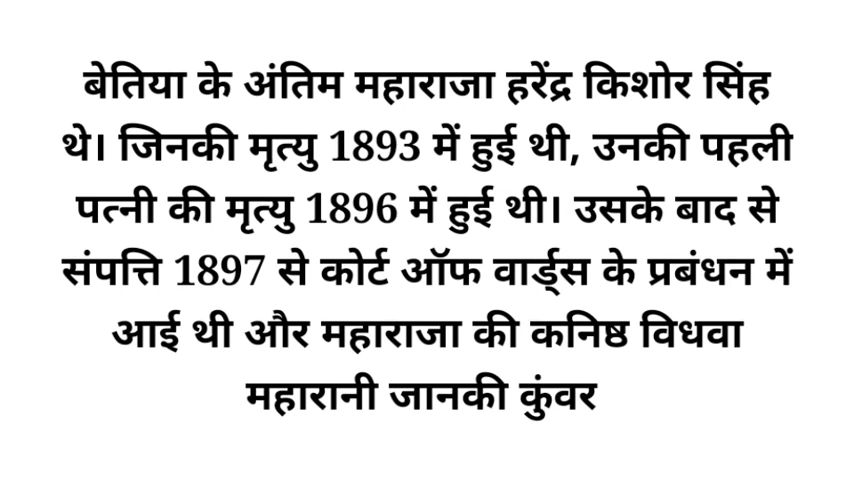 बेतिया के अंतिम महाराजा हरेंद्र किशोर सिंह
थे। जिनकी मृत्यु 1893 में हुई थी, उनकी पहली
पत्नी की मृत्यु 1896 में हुई थी। उसके बाद से
संपत्ति 1897 से कोर्ट ऑफ वार्ड्स के प्रबंधन में
आई थी और महाराजा की कनिष्ठ विधवा
महारानी जानकी कुंवर